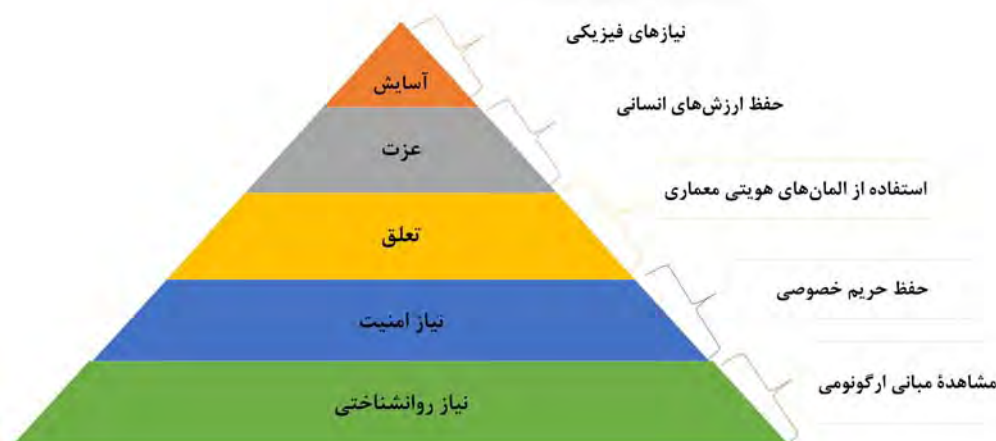 نیازهای فیزیکی
آسایش
حفظ ارزش‌های انسانی
عزت
استفاده از المان‌های هویتی معماری
تعلق
حفظ حریم خصوصی
نیاز امنیت
مشاهدهٔ مبانی ارگونومی
نیاز روانشناختی